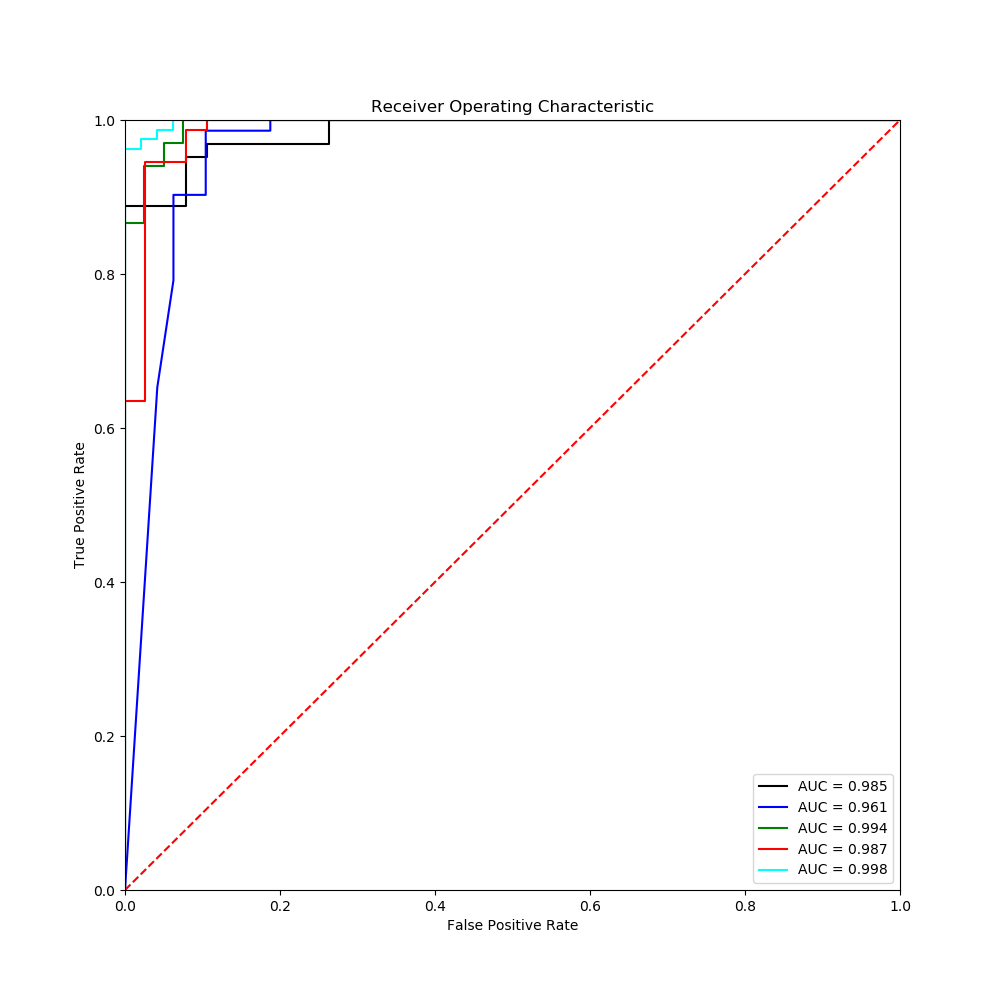 Receiver Operating Characteristic
1.0
0.8
0.6
0.4
0.2
0.0
True Positive Rate
0.0 0.2 0.4 0.6 0.8 1.0
False Positive Rate
AUC = 0.985
AUC = 0.961
AUC = 0.994
AUC = 0.987
AUC = 0.998